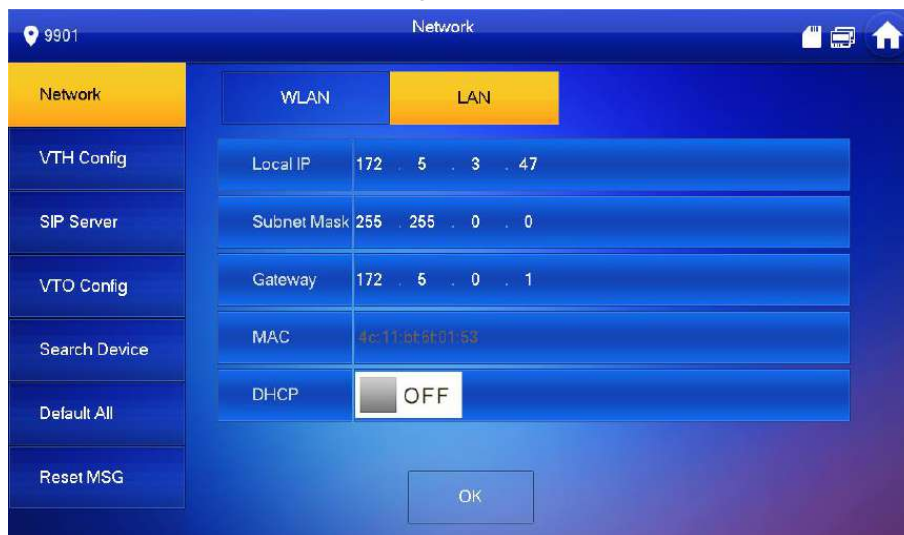 9901
Network
Network
WLAN
LAN
VTH Config
Local IP 172 . 5 . 3 . 47
SIP Server
Subnet Mask 255 . 255 . 0 . 0
VTO Config
Gateway 172 . 5 . 0 . 1
Search Device
MAC
DHCP OFF
Default All
Reset MSG
OK